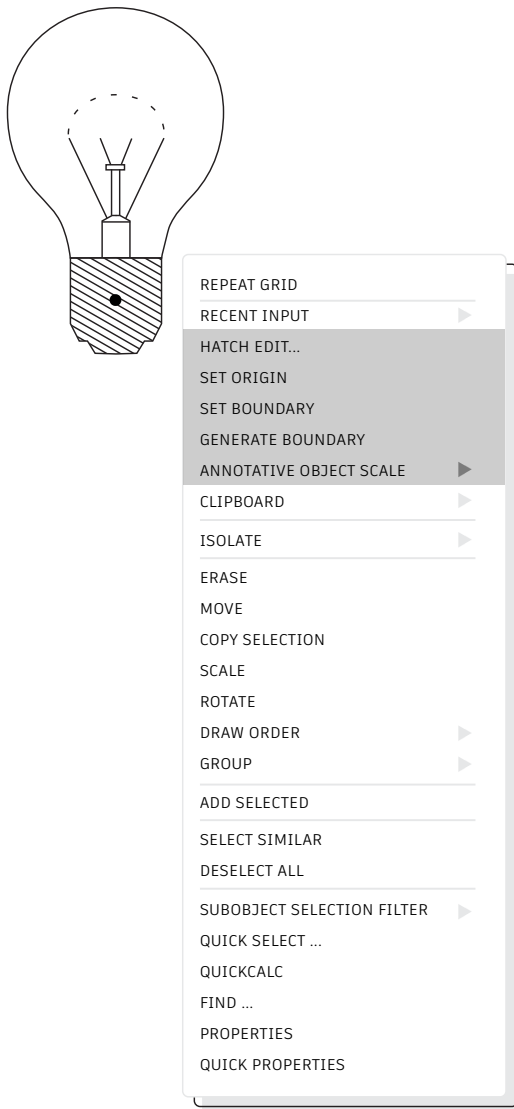 REPEAT GRID
RECENT INPUT
HATCH EDIT...
SET ORIGIN
SET BOUNDARY
GENERATE BOUNDARY
ANNOTATIVE OBJECT SCALE
CLIPBOARD
ISOLATE
ERASE
MOVE
COPY SELECTION
SCALE
ROTATE
DRAW ORDER
GROUP
ADD SELECTED
SELECT SIMILAR
DESELECT ALL
SUBOBJECT SELECTION FILTER
QUICK SELECT ...
QUICKCALC
FIND ...
PROPERTIES
QUICK PROPERTIES